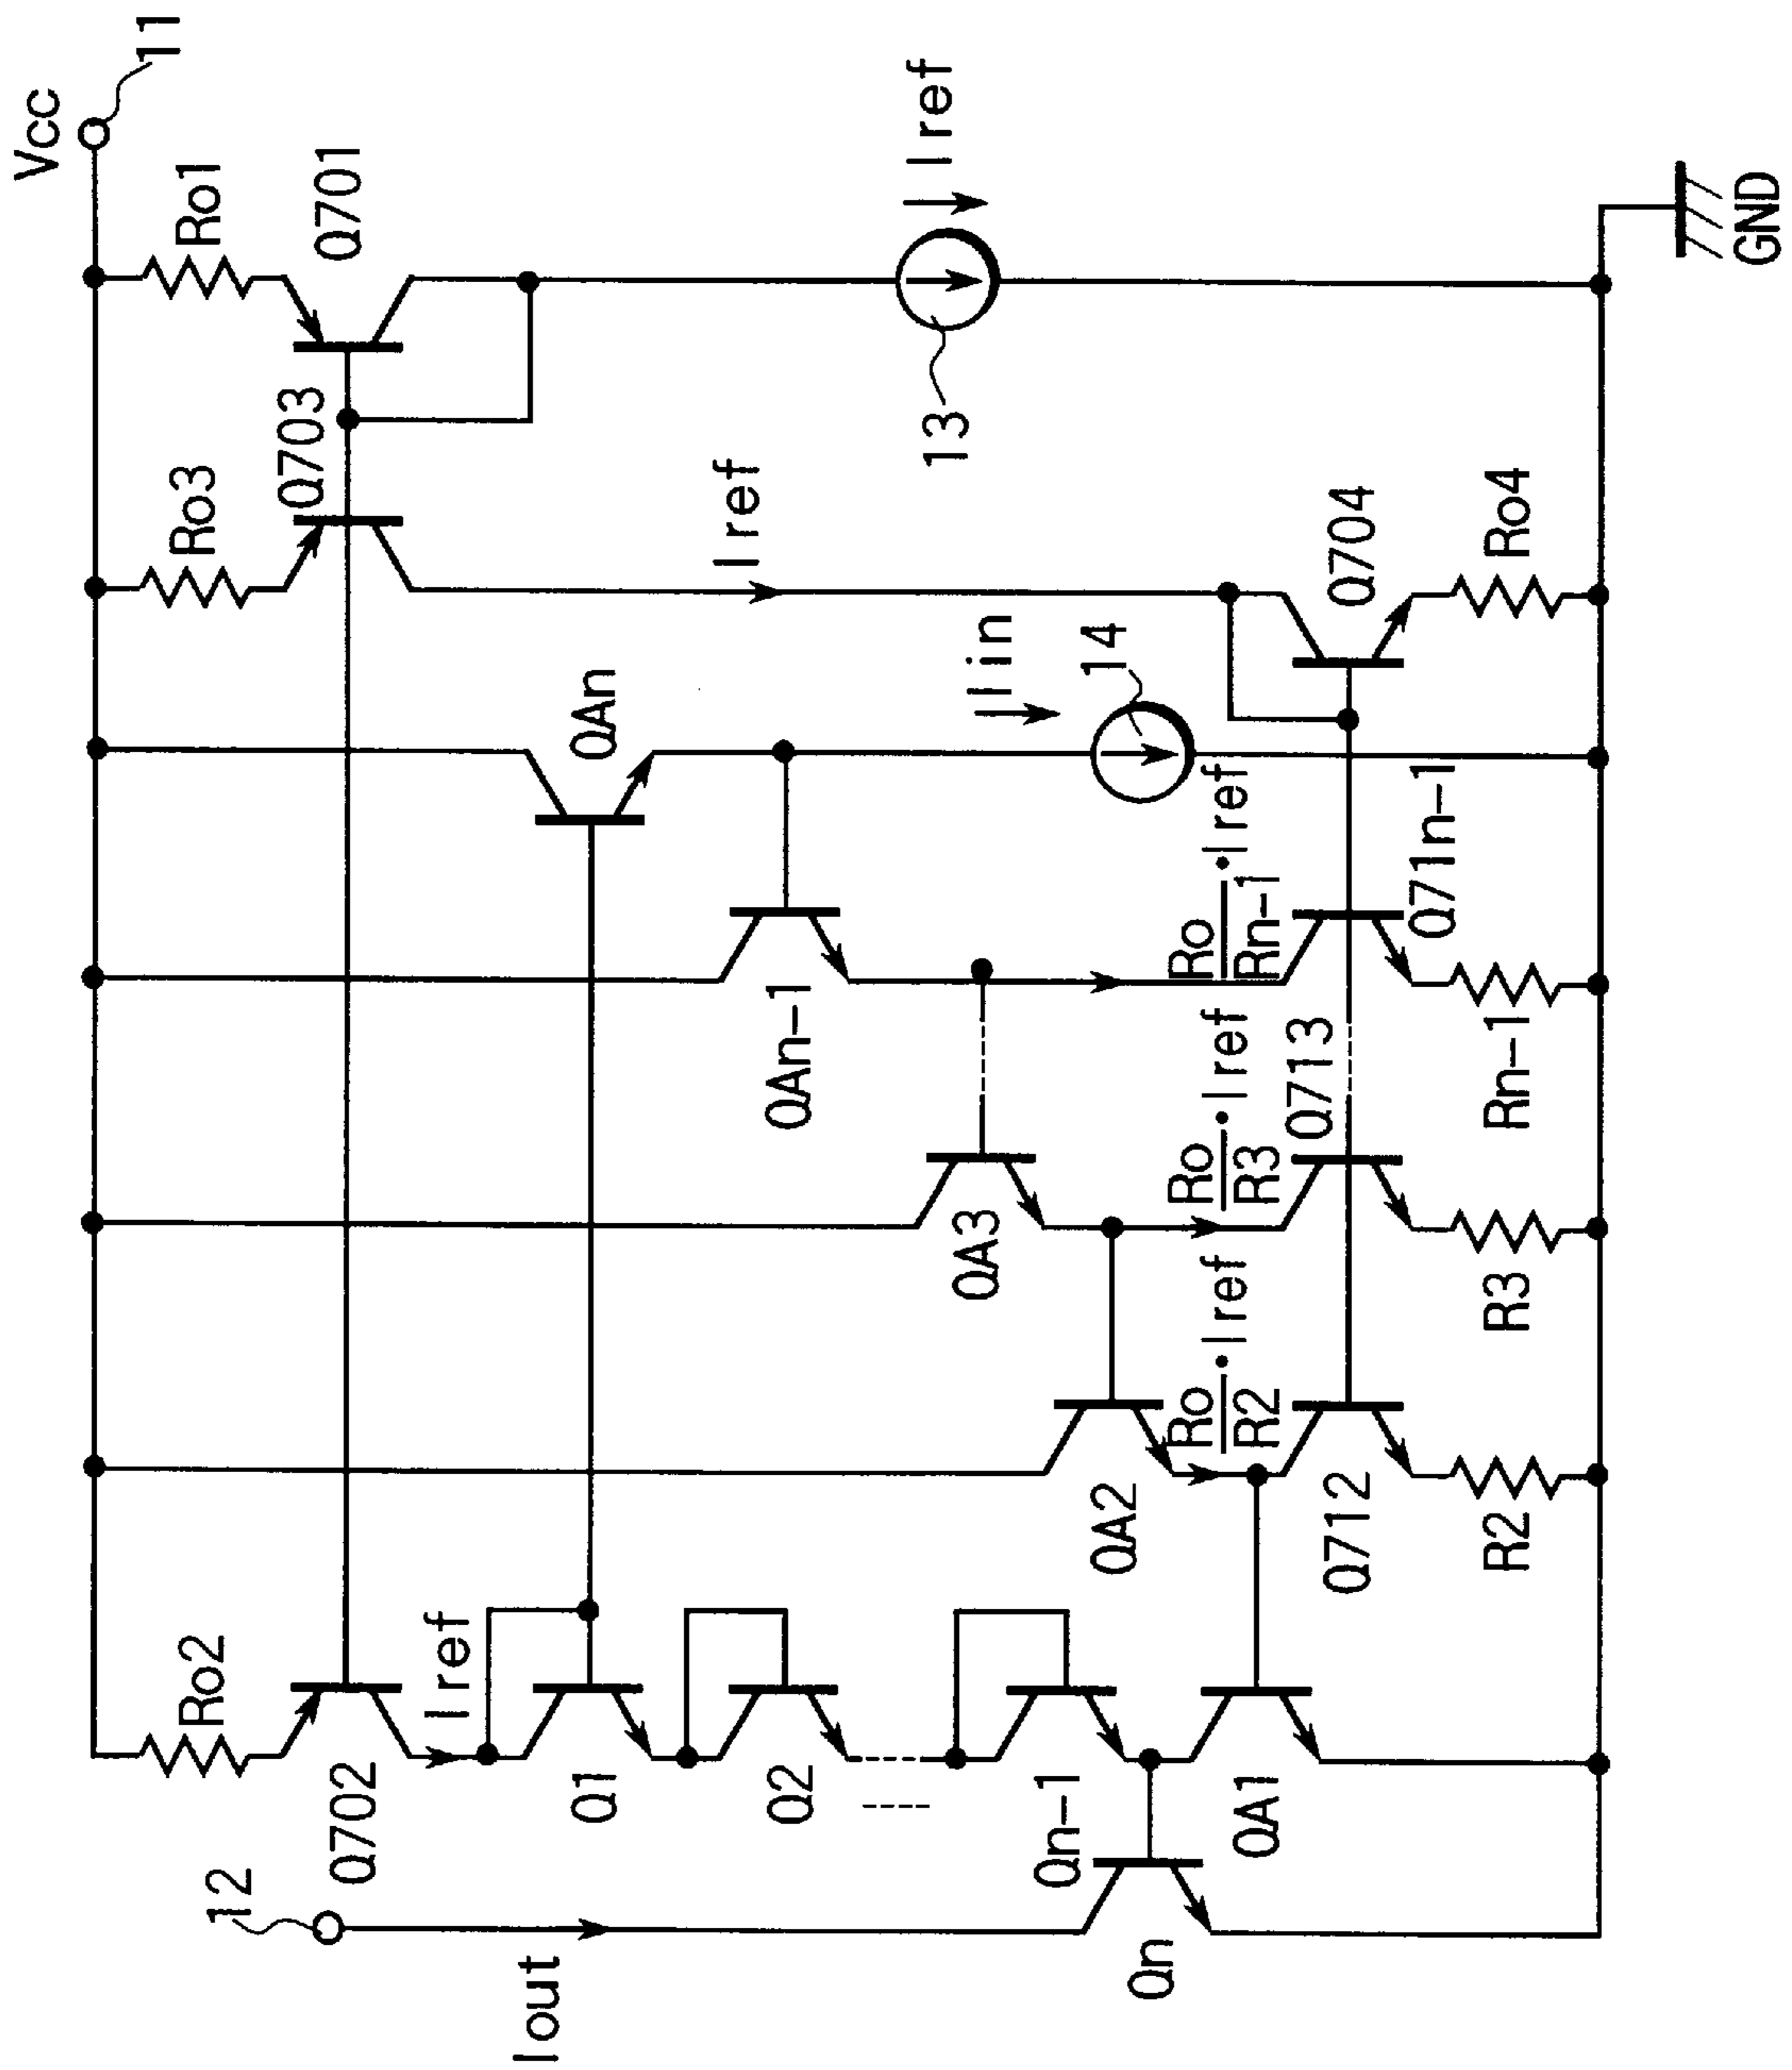 Vcc
11
12
Ro2
Ro3
Ro1
Q702
Q703
Q701
Iref
Iout
Q1
QAn
Iref
Q2
QAn-1
13
Iref
QA3
Iin
Qn-1
QA2
14
Qn
Ro/R2·Iref
Ro/R3·Iref
Ro/Rn-1·Iref
QA1
Q712
Q713
Q71n-1
Q704
R2
R3
Rn-1
Ro4
GND